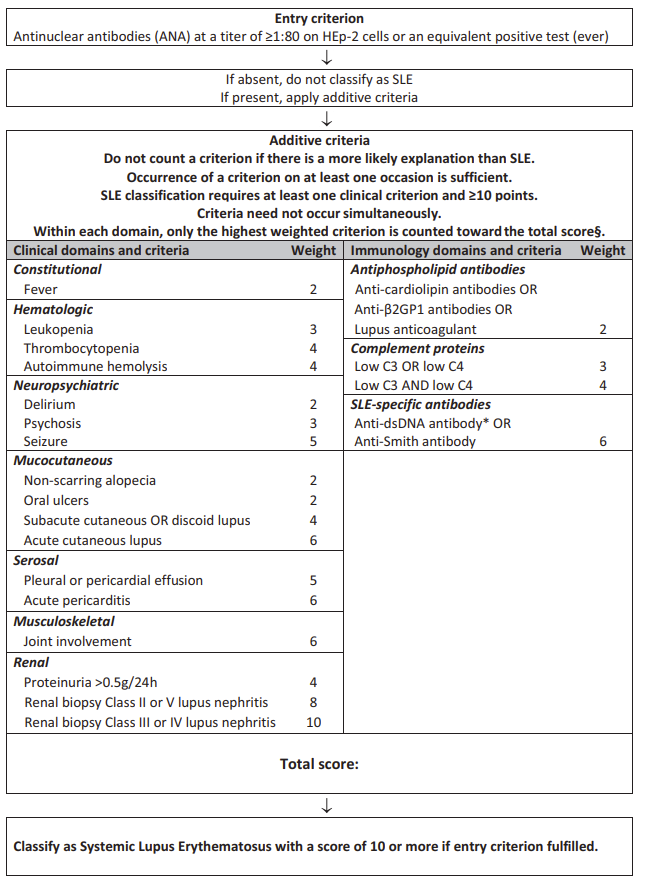 Entry criterion
Antinuclear antibodies (ANA) at a titer of ≥1:80 on HEp-2 cells or an equivalent positive test (ever)
↓
If absent, do not classify as SLE
If present, apply additive criteria
↓
Additive criteria
Do not count a criterion if there is a more likely explanation than SLE.
Occurrence of a criterion on at least one occasion is sufficient.
SLE classification requires at least one clinical criterion and ≥10 points.
Criteria need not occur simultaneously.
Within each domain, only the highest weighted criterion is counted toward the total score§.
Clinical domains and criteria Weight
Constitutional
Fever 2
Hematologic
Leukopenia 3
Thrombocytopenia 4
Autoimmune hemolysis 4
Neuropsychiatric
Delirium 2
Psychosis 3
Seizure 5
Mucocutaneous
Non-scarring alopecia 2
Oral ulcers 2
Subacute cutaneous OR discoid lupus 4
Acute cutaneous lupus 6
Serosal
Pleural or pericardial effusion 5
Acute pericarditis 6
Musculoskeletal
Joint involvement 6
Renal
Proteinuria >0.5g/24h 4
Renal biopsy Class II or V lupus nephritis 8
Renal biopsy Class III or IV lupus nephritis 10
Immunology domains and criteria Weight
Antiphospholipid antibodies
Anti-cardiolipin antibodies OR
Anti-β2GP1 antibodies OR
Lupus anticoagulant 2
Complement proteins
Low C3 OR low C4 3
Low C3 AND low C4 4
SLE-specific antibodies
Anti-dsDNA antibody* OR
Anti-Smith antibody 6
Total score:
↓
Classify as Systemic Lupus Erythematosus with a score of 10 or more if entry criterion fulfilled.